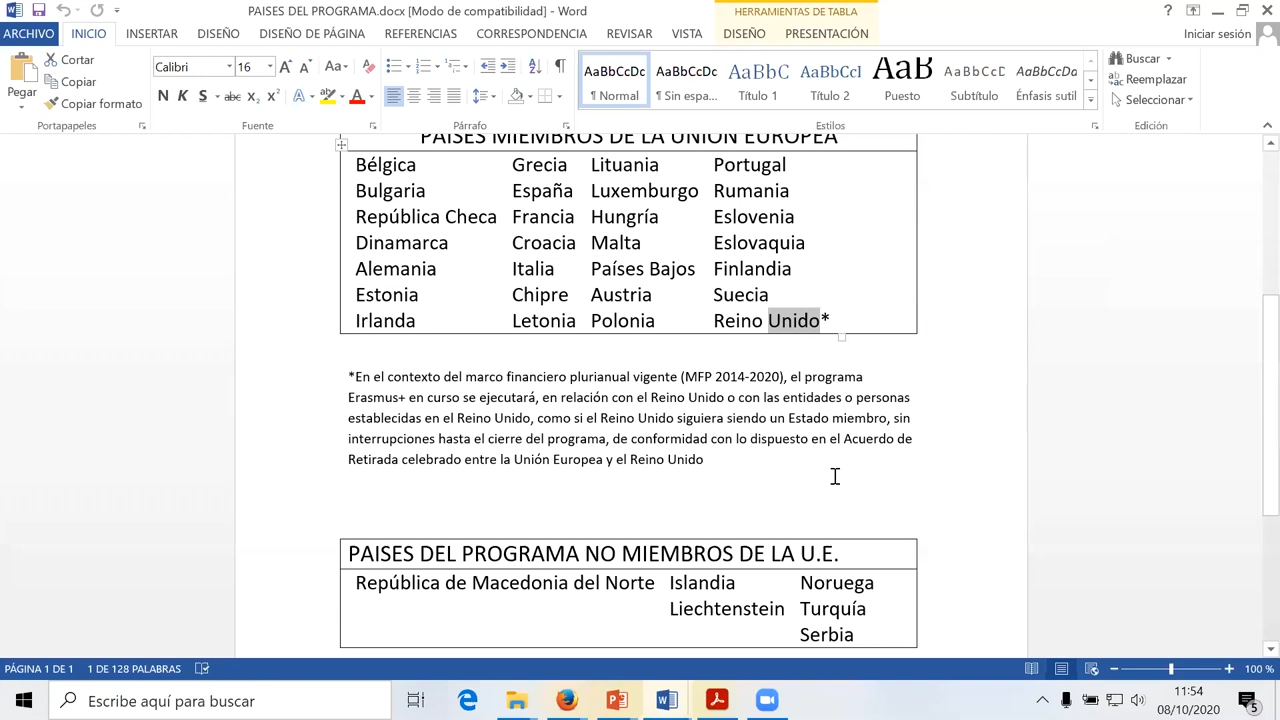 PAISES DEL PROGRAMA.docx [Modo de compatibilidad] - Word
HERRAMIENTAS DE TABLA
?
ARCHIVO INICIO INSERTAR DISEÑO DISEÑO DE PÁGINA REFERENCIAS CORRESPONDENCIA REVISAR VISTA DISEÑO PRESENTACIÓN Iniciar sesión
Pegar
Cortar
Copiar
Copiar formato
Portapapeles
Calibri 16
N K S abc x₂ x²
Fuente
Párrafo
AaBbCcDc AaBbCcDc AaBbC AaBbCcI AaB AaBbCcD AaBbCcDc
¶ Normal ¶ Sin espa... Título 1 Título 2 Puesto Subtítulo Énfasis sutil
Estilos
Buscar
Reemplazar
Seleccionar
Edición
PAISES MIEMBROS DE LA UNIÓN EUROPEA
Bélgica Grecia Lituania Portugal
Bulgaria España Luxemburgo Rumania
República Checa Francia Hungría Eslovenia
Dinamarca Croacia Malta Eslovaquia
Alemania Italia Países Bajos Finlandia
Estonia Chipre Austria Suecia
Irlanda Letonia Polonia Reino Unido*
*En el contexto del marco financiero plurianual vigente (MFP 2014-2020), el programa
Erasmus+ en curso se ejecutará, en relación con el Reino Unido o con las entidades o personas
establecidas en el Reino Unido, como si el Reino Unido siguiera siendo un Estado miembro, sin
interrupciones hasta el cierre del programa, de conformidad con lo dispuesto en el Acuerdo de
Retirada celebrado entre la Unión Europea y el Reino Unido
PAISES DEL PROGRAMA NO MIEMBROS DE LA U.E.
República de Macedonia del Norte Islandia Noruega
Liechtenstein Turquía
Serbia
PÁGINA 1 DE 1 1 DE 128 PALABRAS 100 %
Escribe aquí para buscar
11:54
08/10/2020
5